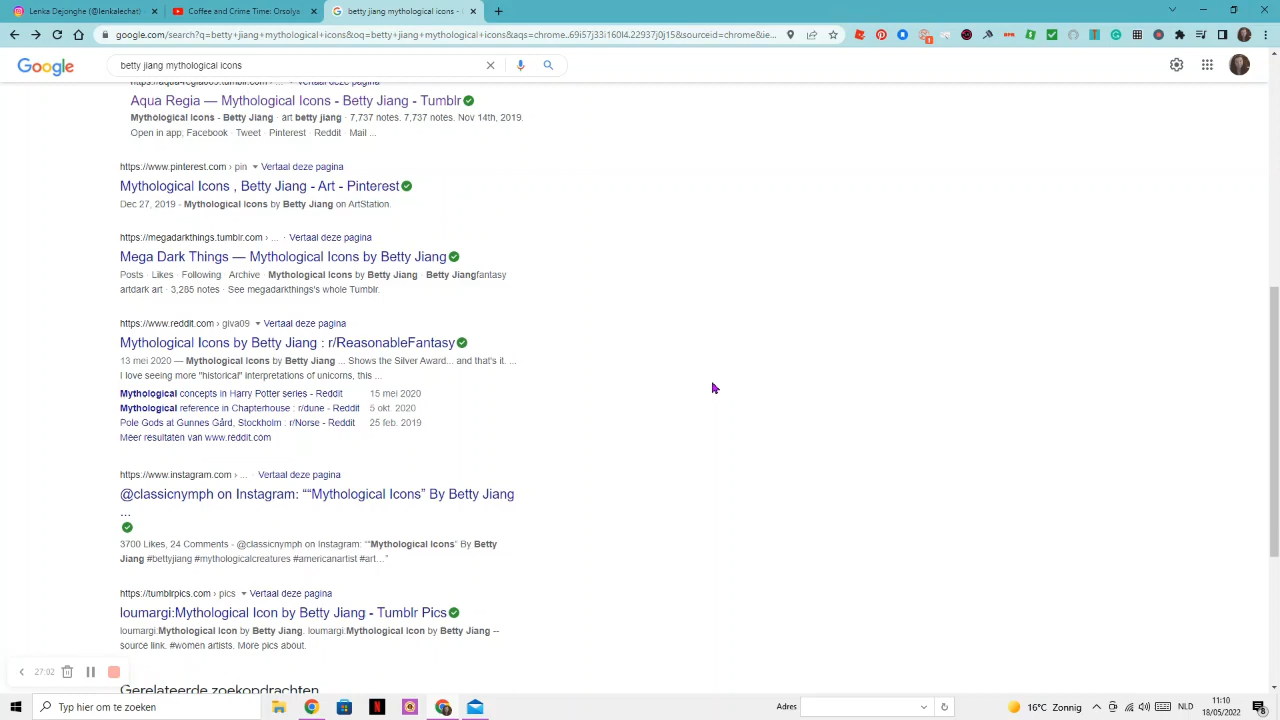 Lenka Dejonghe (@lenkalechat) •
Coffee and Crime Time: Orsolya
betty jiang mythological icons -
google.com/search?q=betty+jiang+mythological+icons&oq=betty+jiang+mythological+icons&aqs=chrome..69i57j33i160l4.22937j0j15&sourceid=chrome&ie...
Google
betty jiang mythological icons
Aqua Regia — Mythological Icons - Betty Jiang - Tumblr
Mythological Icons - Betty Jiang · art betty jiang · 7,737 notes. 7,737 notes. Nov 14th, 2019.
Open in app; Facebook · Tweet · Pinterest · Reddit · Mail ...
https://www.pinterest.com › pin Vertaal deze pagina
Mythological Icons , Betty Jiang - Art - Pinterest
Dec 27, 2019 - Mythological Icons by Betty Jiang on ArtStation.
https://megadarkthings.tumblr.com › ... · Vertaal deze pagina
Mega Dark Things — Mythological Icons by Betty Jiang
Posts · Likes · Following · Archive · Mythological Icons by Betty Jiang · Betty Jiangfantasy
artdark art · 3,285 notes · See megadarkthings's whole Tumblr.
https://www.reddit.com › giva09 Vertaal deze pagina
Mythological Icons by Betty Jiang : r/ReasonableFantasy
13 mei 2020 — Mythological Icons by Betty Jiang ... Shows the Silver Award... and that's it. ...
I love seeing more "historical" interpretations of unicorns, this ...
Mythological concepts in Harry Potter series - Reddit 15 mei 2020
Mythological reference in Chapterhouse : r/dune - Reddit 5 okt. 2020
Pole Gods at Gunnes Gård, Stockholm : r/Norse - Reddit 25 feb. 2019
Meer resultaten van www.reddit.com
https://www.instagram.com › ... · Vertaal deze pagina
@classicnymph on Instagram: ““Mythological Icons” By Betty Jiang
...
3700 Likes, 24 Comments - @classicnymph on Instagram: ““Mythological Icons” By Betty
Jiang #bettyjiang #mythologicalcreatures #americanartist #art…”
https://tumblrpics.com › pics Vertaal deze pagina
loumargi:Mythological Icon by Betty Jiang - Tumblr Pics
loumargi:Mythological Icon by Betty Jiang. loumargi:Mythological Icon by Betty Jiang --
source link. #women artists. More pics about.
27:02
Gerelateerde zoekopdrachten
Typ hier om te zoeken
Adres
16°C Zonnig
NLD
11:10
18/05/2022